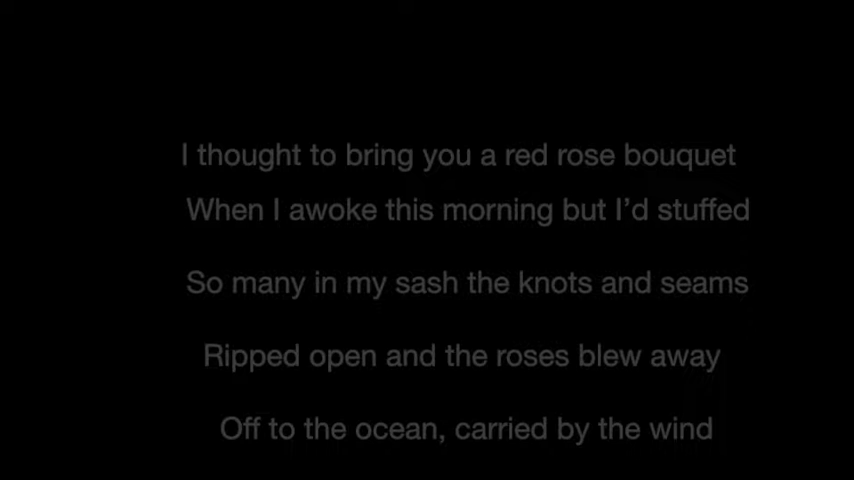 I thought to bring you a red rose bouquet
When I awoke this morning but I’d stuffed
So many in my sash the knots and seams
Ripped open and the roses blew away
Off to the ocean, carried by the wind